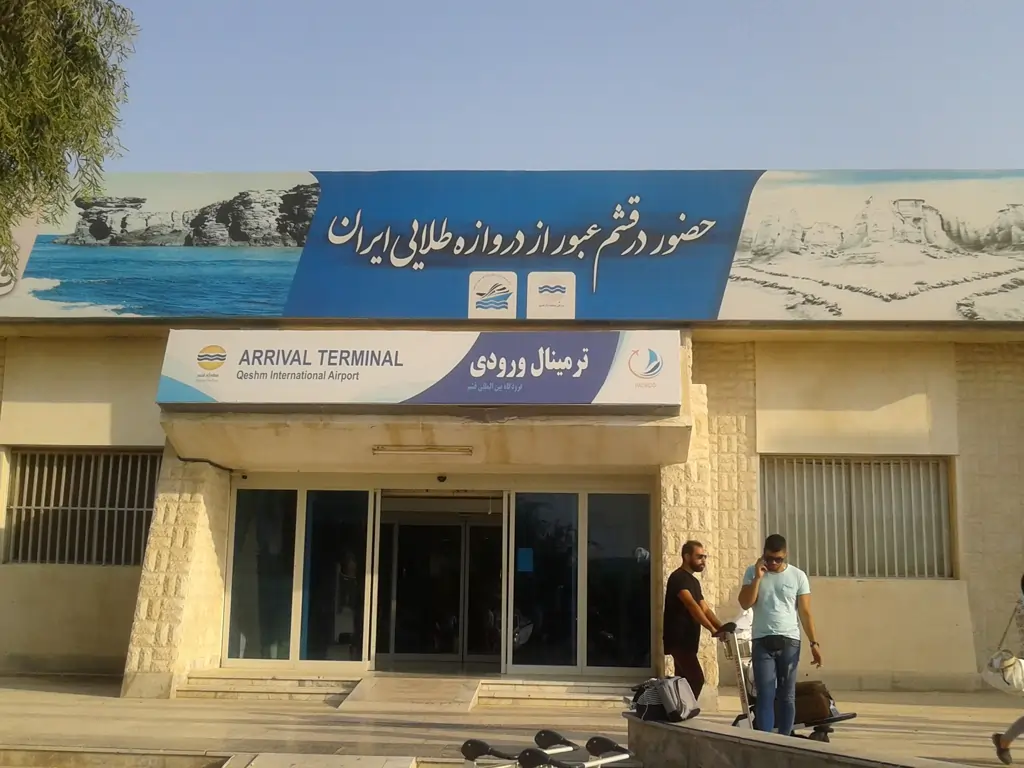 حضور در قشم عبور از دروازه طلایی ایران
ARRIVAL TERMINAL
Qeshm International Airport
ترمینال ورودی
فرودگاه بین المللی قشم